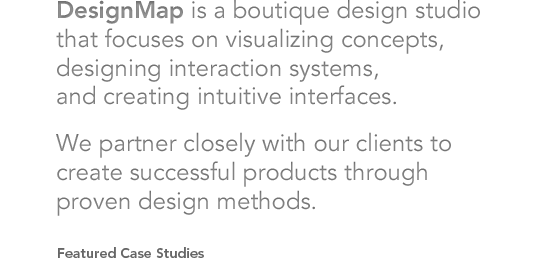 DesignMap is a boutique design studio
that focuses on visualizing concepts,
designing interaction systems,
and creating intuitive interfaces.
We partner closely with our clients to
create successful products through
proven design methods.
Featured Case Studies